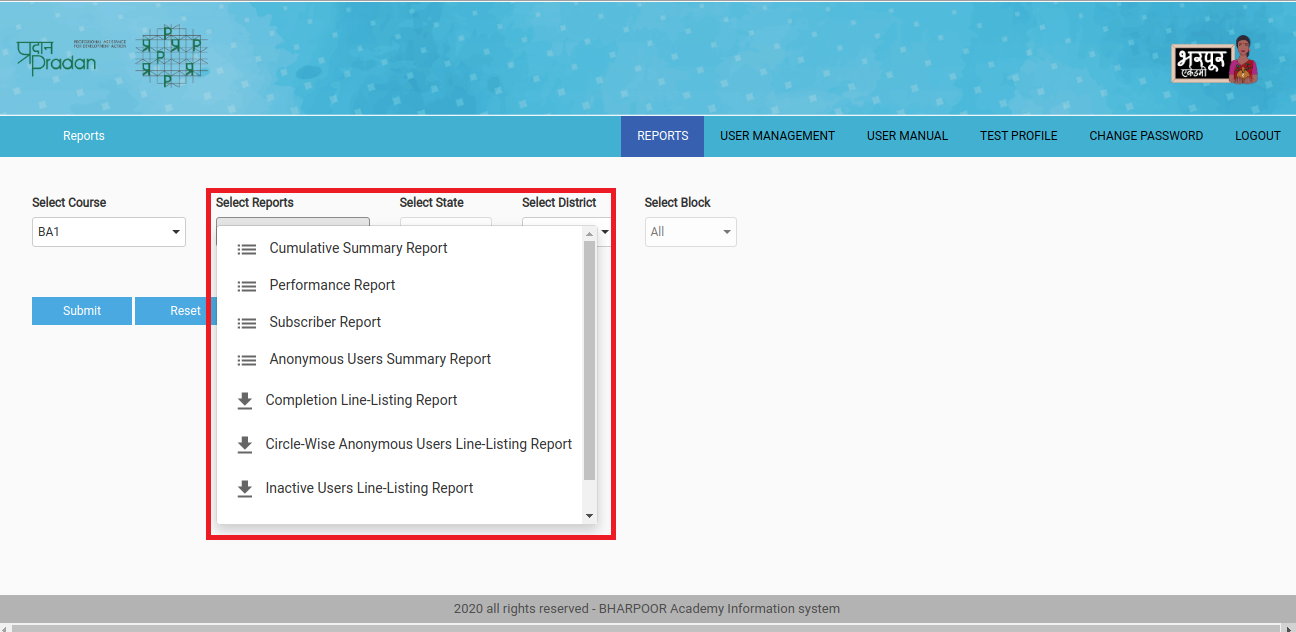 प्रदान
Pradan
PROFESSIONAL ASSISTANCE
FOR DEVELOPMENT ACTION
भरपूर
एकेडमी
Reports
REPORTS
USER MANAGEMENT
USER MANUAL
TEST PROFILE
CHANGE PASSWORD
LOGOUT
Select Course
Select Reports
Select State
Select District
Select Block
BA1
All
Submit
Reset
Cumulative Summary Report
Performance Report
Subscriber Report
Anonymous Users Summary Report
Completion Line-Listing Report
Circle-Wise Anonymous Users Line-Listing Report
Inactive Users Line-Listing Report
2020 all rights reserved - BHARPOOR Academy Information system